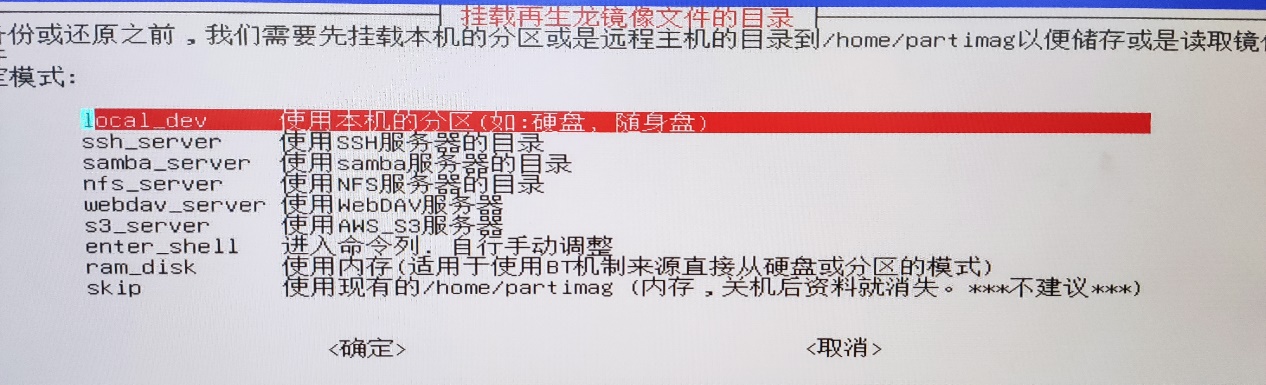 挂载再生龙镜像文件的目录
份或还原之前,我们需要先挂载本机的分区或是远程主机的目录到/home/partimag以便储存或是读取镜
模式:
local_dev 使用本机的分区(如:硬盘, 随身盘)
ssh_server 使用SSH服务器的目录
samba_server 使用samba服务器的目录
nfs_server 使用NFS服务器的目录
webdav_server 使用WebDAV服务器
s3_server 使用AWS_S3服务器
enter_shell 进入命令列. 自行手动调整
ram_disk 使用内存(适用于使用BT机制来源直接从硬盘或分区的模式)
skip 使用现有的/home/partimag (内存,关机后资料就消失。***不建议***)
<确定> <取消>